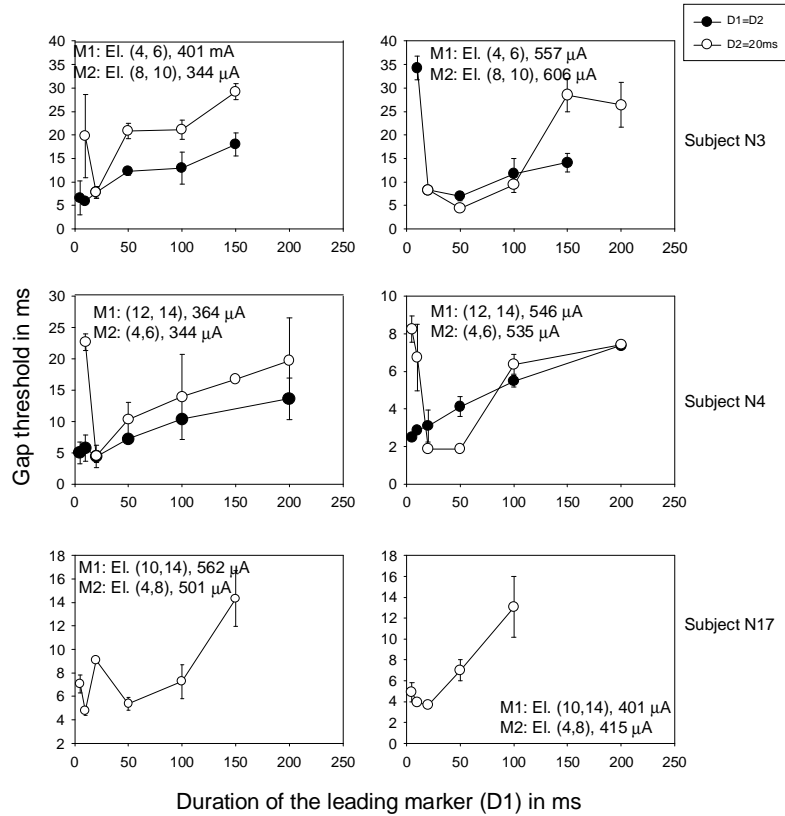 D1=D2
D2=20ms
M1: El. (4, 6), 401 mA
M2: El. (8, 10), 344 µA
40
35
30
25
20
15
10
5
0
0 50 100 150 200 250
M1: El. (4, 6), 557 µA
M2: El. (8, 10), 606 µA
40
35
30
25
20
15
10
5
0
0 50 100 150 200 250
Subject N3
Gap threshold in ms
M1: (12, 14), 364 µA
M2: (4,6), 344 µA
30
25
20
15
10
5
0
0 50 100 150 200 250
M1: (12, 14), 546 µA
M2: (4,6), 535 µA
10
8
6
4
2
0
0 50 100 150 200 250
Subject N4
M1: El. (10,14), 562 µA
M2: El. (4,8), 501 µA
18
16
14
12
10
8
6
4
2
0 50 100 150 200 250
18
16
14
12
10
8
6
4
2
0
M1: El. (10,14), 401 µA
M2: El. (4,8), 415 µA
0 50 100 150 200 250
Subject N17
Duration of the leading marker (D1) in ms